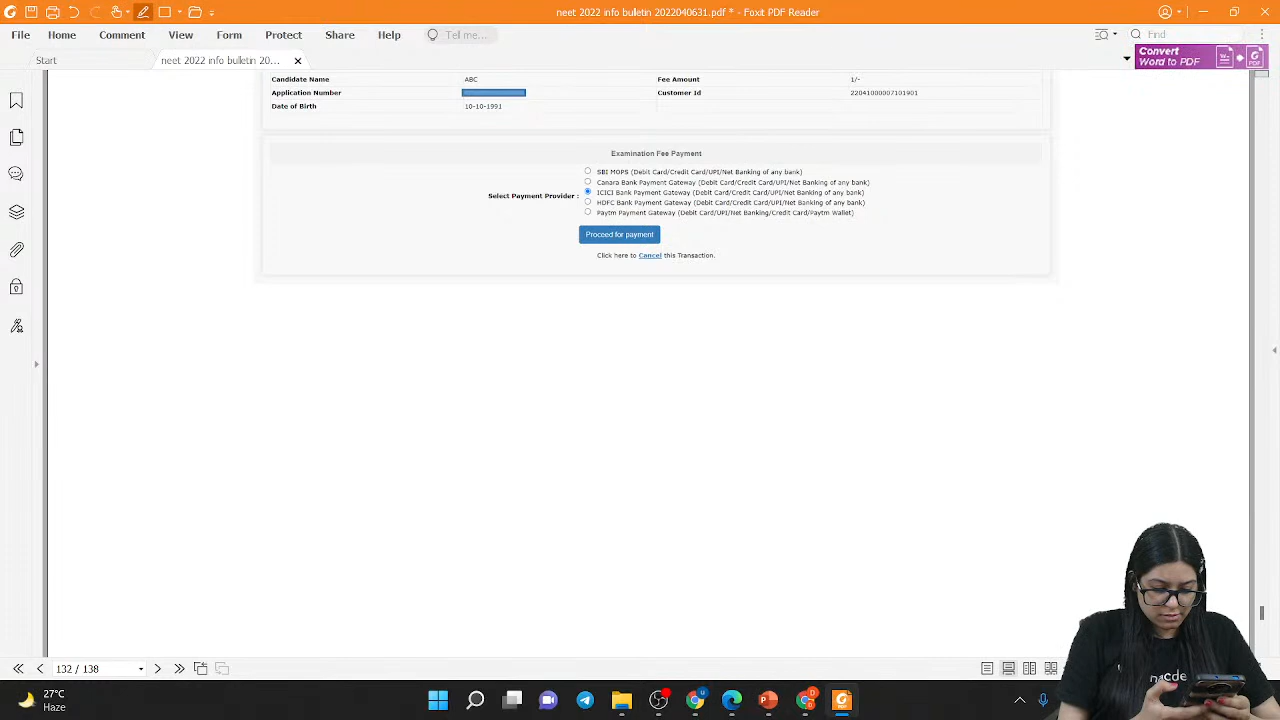 neet 2022 info buletin 2022040631.pdf * - Foxit PDF Reader
File Home Comment View Form Protect Share Help Tell me... Find
Start neet 2022 info buletin 20...
Convert
Word to PDF
Candidate Name ABC Fee Amount 1/-
Application Number Customer Id 22041000007101901
Date of Birth 10-10-1991
Examination Fee Payment
Select Payment Provider :
SBI MOPS (Debit Card/Credit Card/UPI/Net Banking of any bank)
Canara Bank Payment Gateway (Debit Card/Credit Card/UPI/Net Banking of any bank)
ICICI Bank Payment Gateway (Debit Card/Credit Card/UPI/Net Banking of any bank)
HDFC Bank Payment Gateway (Debit Card/Credit Card/UPI/Net Banking of any bank)
Paytm Payment Gateway (Debit Card/UPI/Net Banking/Credit Card/Paytm Wallet)
Proceed for payment
Click here to Cancel this Transaction.
132 / 138
27°C
Haze